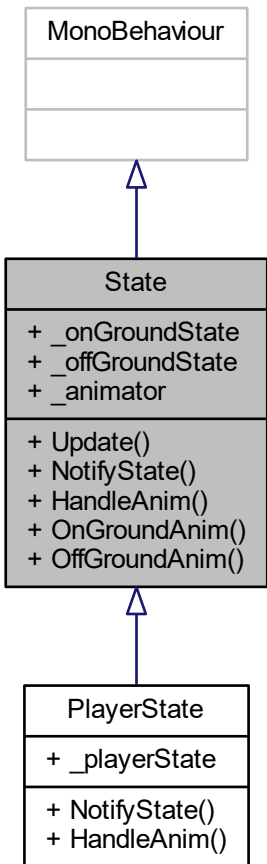 MonoBehaviour
State
+ _onGroundState
+ _offGroundState
+ _animator
+ Update()
+ NotifyState()
+ HandleAnim()
+ OnGroundAnim()
+ OffGroundAnim()
PlayerState
+ _playerState
+ NotifyState()
+ HandleAnim()